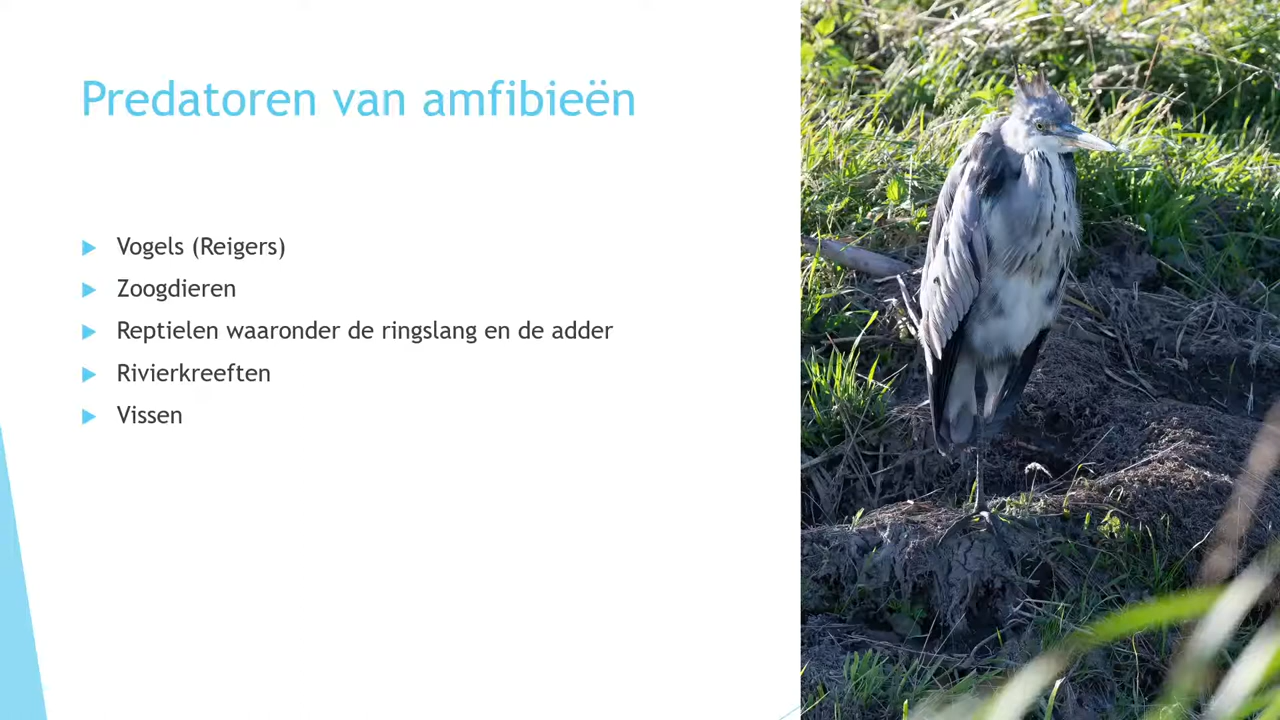 Predatoren van amfibieën
Vogels (Reigers)
Zoogdieren
Reptielen waaronder de ringslang en de adder
Rivierkreeften
Vissen